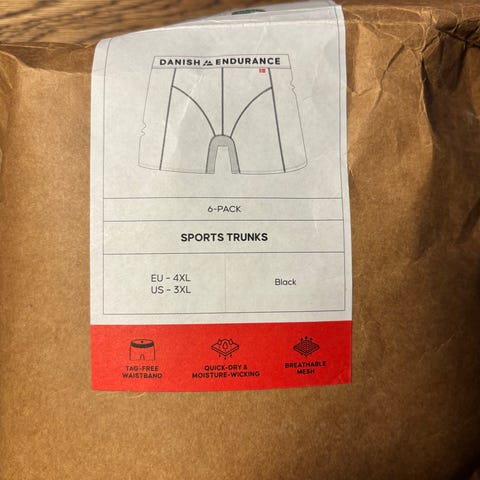 DANISH ENDURANCE
6-PACK
SPORTS TRUNKS
EU - 4XL
US - 3XL
Black
TAG-FREE
WAISTBAND
QUICK-DRY &
MOISTURE-WICKING
BREATHABLE
MESH